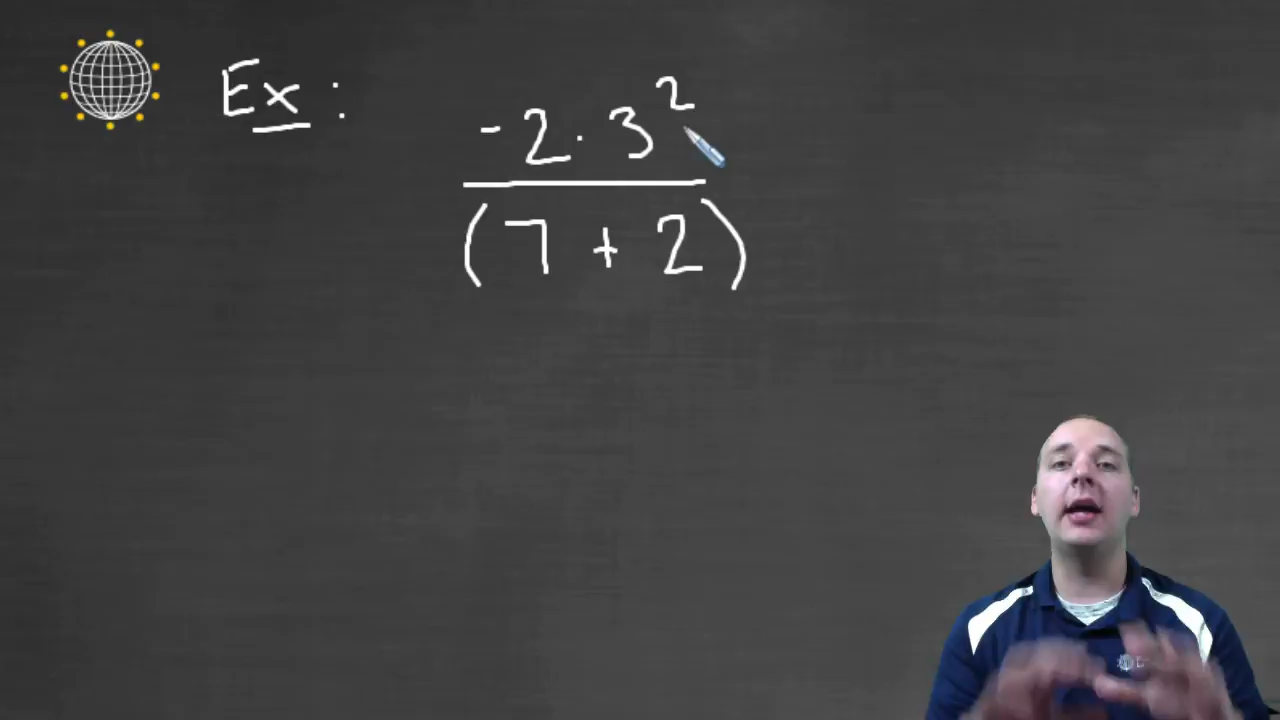 Ex:
-2·3²
(7 + 2)